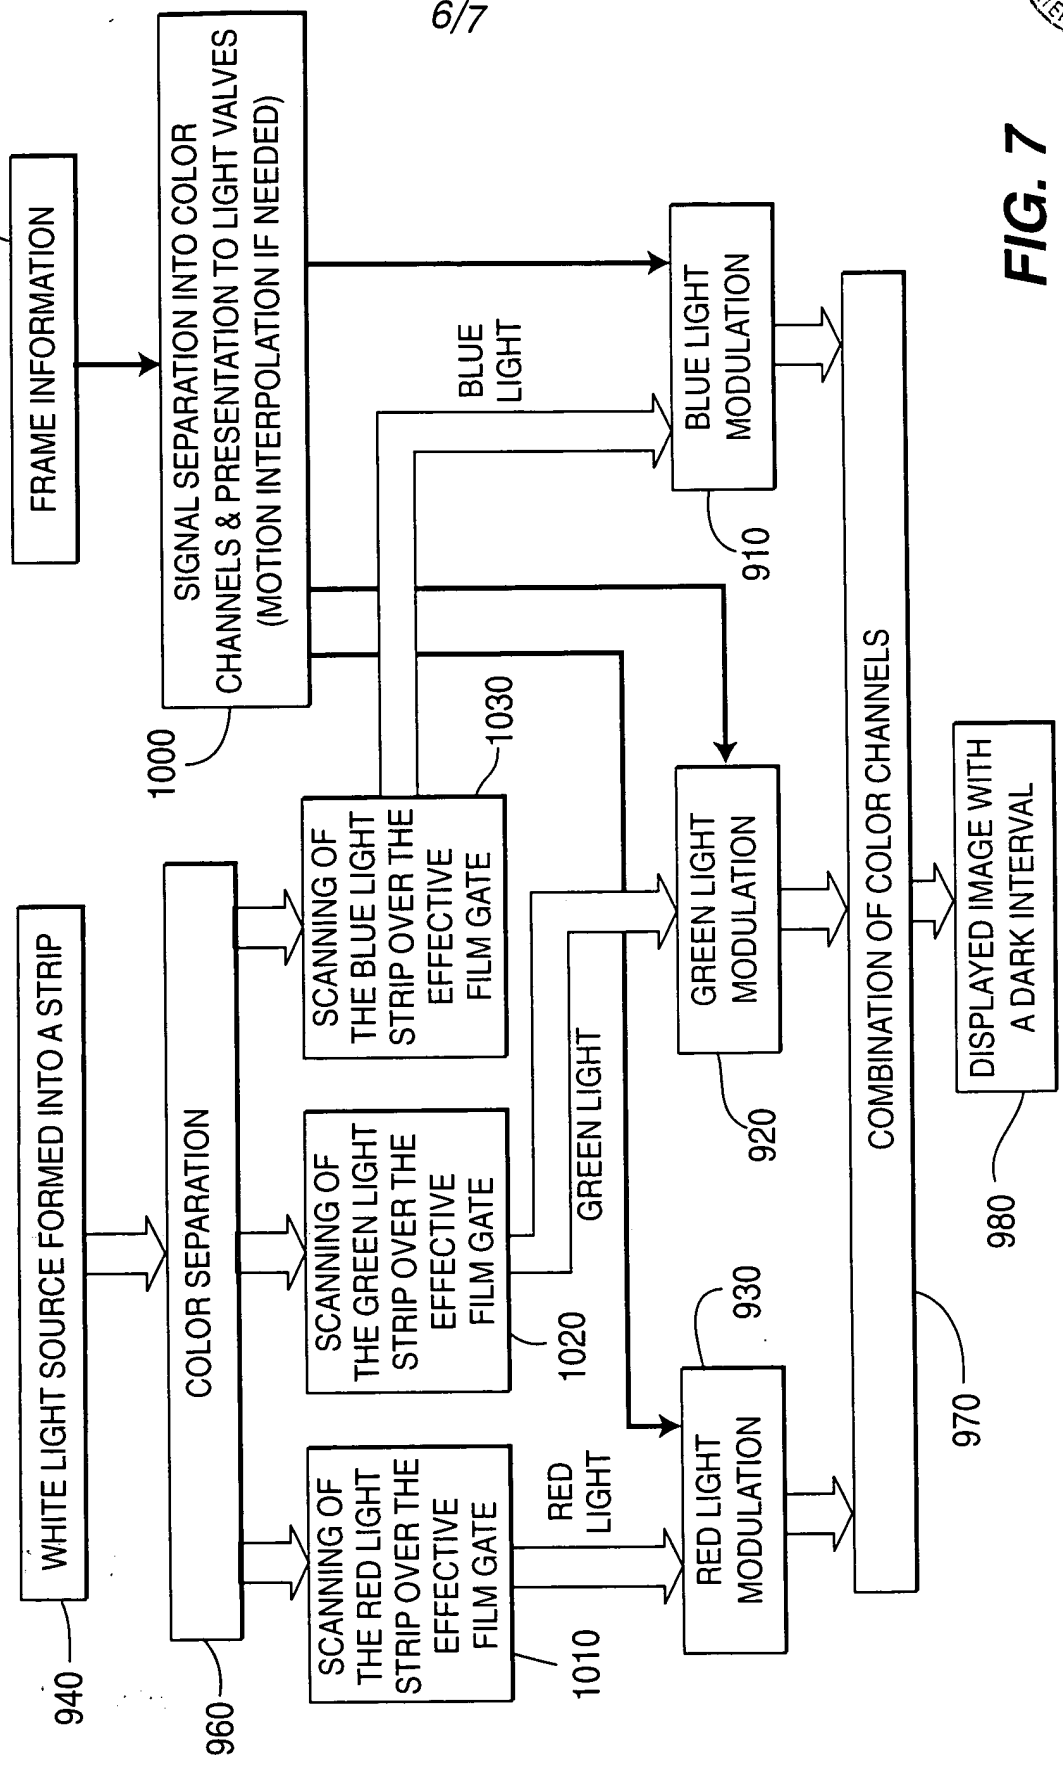 6/7
FRAME INFORMATION
SIGNAL SEPARATION INTO COLOR
CHANNELS & PRESENTATION TO LIGHT VALVES
(MOTION INTERPOLATION IF NEEDED)
1000
WHITE LIGHT SOURCE FORMED INTO A STRIP
940
COLOR SEPARATION
960
SCANNING OF
THE RED LIGHT
STRIP OVER THE
EFFECTIVE
FILM GATE
1010
SCANNING OF
THE GREEN LIGHT
STRIP OVER THE
EFFECTIVE
FILM GATE
1020
SCANNING OF
THE BLUE LIGHT
STRIP OVER THE
EFFECTIVE
FILM GATE
1030
RED
LIGHT
GREEN LIGHT
BLUE
LIGHT
RED LIGHT
MODULATION
930
GREEN LIGHT
MODULATION
920
BLUE LIGHT
MODULATION
910
COMBINATION OF COLOR CHANNELS
970
DISPLAYED IMAGE WITH
A DARK INTERVAL
980
FIG. 7